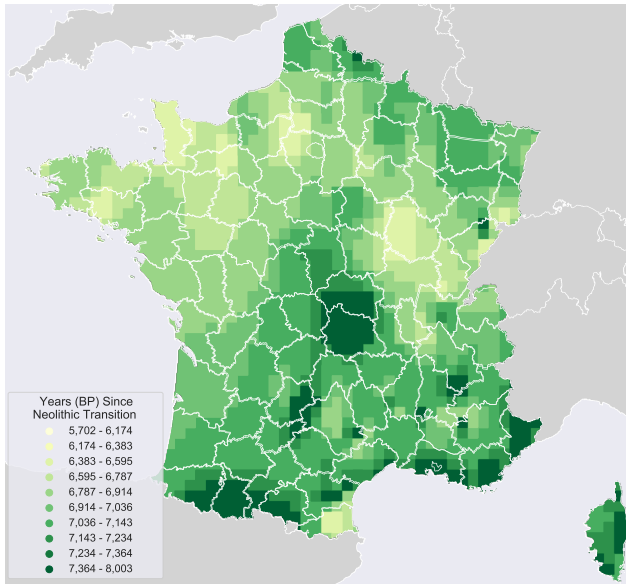 Years (BP) Since
Neolithic Transition
5,702 - 6,174
6,174 - 6,383
6,383 - 6,595
6,595 - 6,787
6,787 - 6,914
6,914 - 7,036
7,036 - 7,143
7,143 - 7,234
7,234 - 7,364
7,364 - 8,003